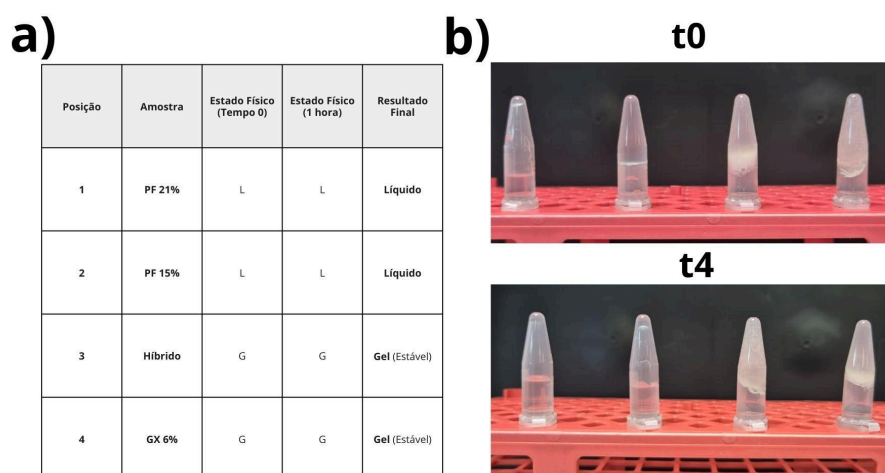 a)
Posição
Amostra
Estado Físico
(Tempo 0)
Estado Físico
(1 hora)
Resultado
Final
1
PF 21%
L
L
Líquido
2
PF 15%
L
L
Líquido
3
Híbrido
G
G
Gel (Estável)
4
GX 6%
G
G
Gel (Estável)
b)
t0
t4